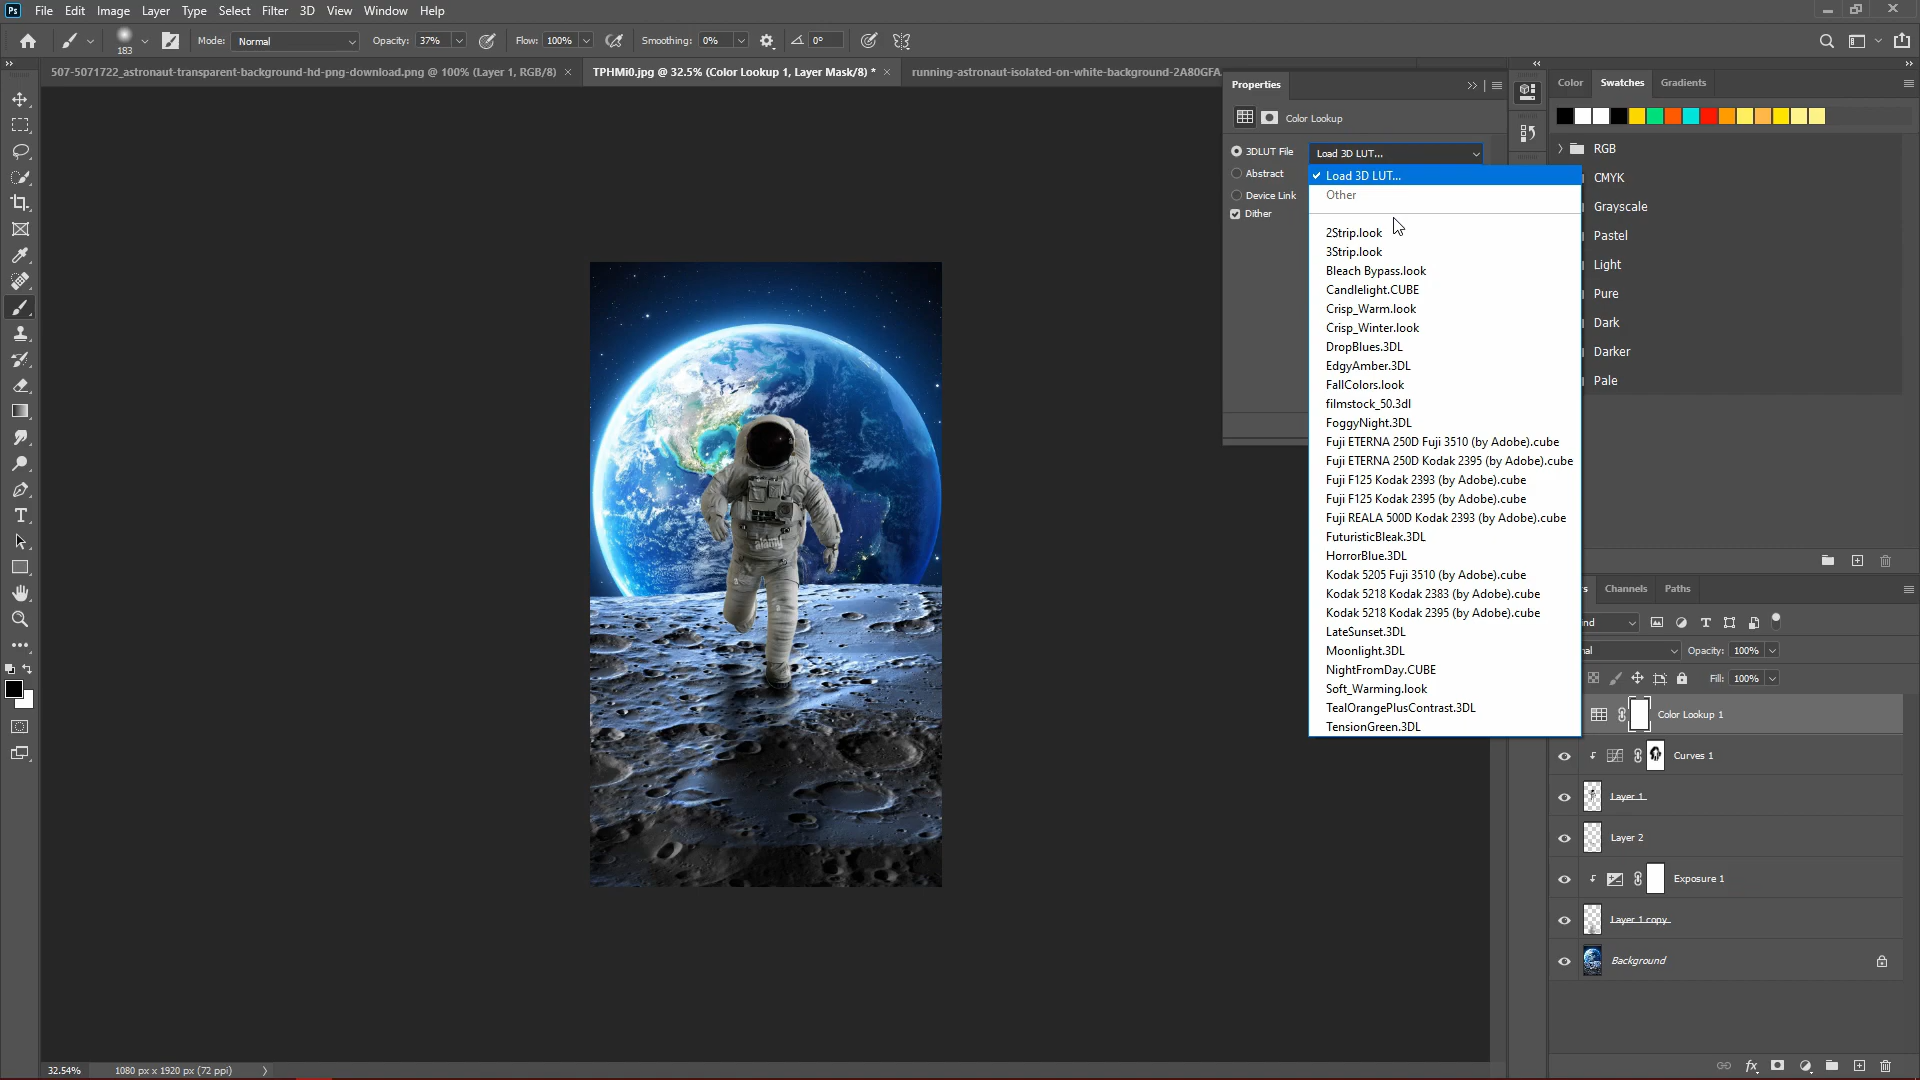 Ps File Edit Image Layer Type Select Filter 3D View Window Help
183 Mode: Normal Opacity: 37% Flow: 100% Smoothing: 0% 0°
507-5071722_astronaut-transparent-background-hd-png-download.png @ 100% (Layer 1, RGB/8) × TPHMi0.jpg @ 32.5% (Color Lookup 1, Layer Mask/8) * × running-astronaut-isolated-on-white-background-2A80GFA.
Properties
Color Lookup
3DLUT File Load 3D LUT...
Abstract
Device Link
Dither
Load 3D LUT...
Other
2Strip.look
3Strip.look
Bleach Bypass.look
Candlelight.CUBE
Crisp_Warm.look
Crisp_Winter.look
DropBlues.3DL
EdgyAmber.3DL
FallColors.look
filmstock_50.3dl
FoggyNight.3DL
Fuji ETERNA 250D Fuji 3510 (by Adobe).cube
Fuji ETERNA 250D Kodak 2395 (by Adobe).cube
Fuji F125 Kodak 2393 (by Adobe).cube
Fuji F125 Kodak 2395 (by Adobe).cube
Fuji REALA 500D Kodak 2393 (by Adobe).cube
FuturisticBleak.3DL
HorrorBlue.3DL
Kodak 5205 Fuji 3510 (by Adobe).cube
Kodak 5218 Kodak 2383 (by Adobe).cube
Kodak 5218 Kodak 2395 (by Adobe).cube
LateSunset.3DL
Moonlight.3DL
NightFromDay.CUBE
Soft_Warming.look
TealOrangePlusContrast.3DL
TensionGreen.3DL
Color Swatches Gradients
RGB
CMYK
Grayscale
Pastel
Light
Pure
Dark
Darker
Pale
rs Channels Paths
nd
al Opacity: 100%
Fill: 100%
Color Lookup 1
Curves 1
Layer 1
Layer 2
Exposure 1
Layer 1 copy
Background
fx
alamy
32.54% 1080 px x 1920 px (72 ppi)